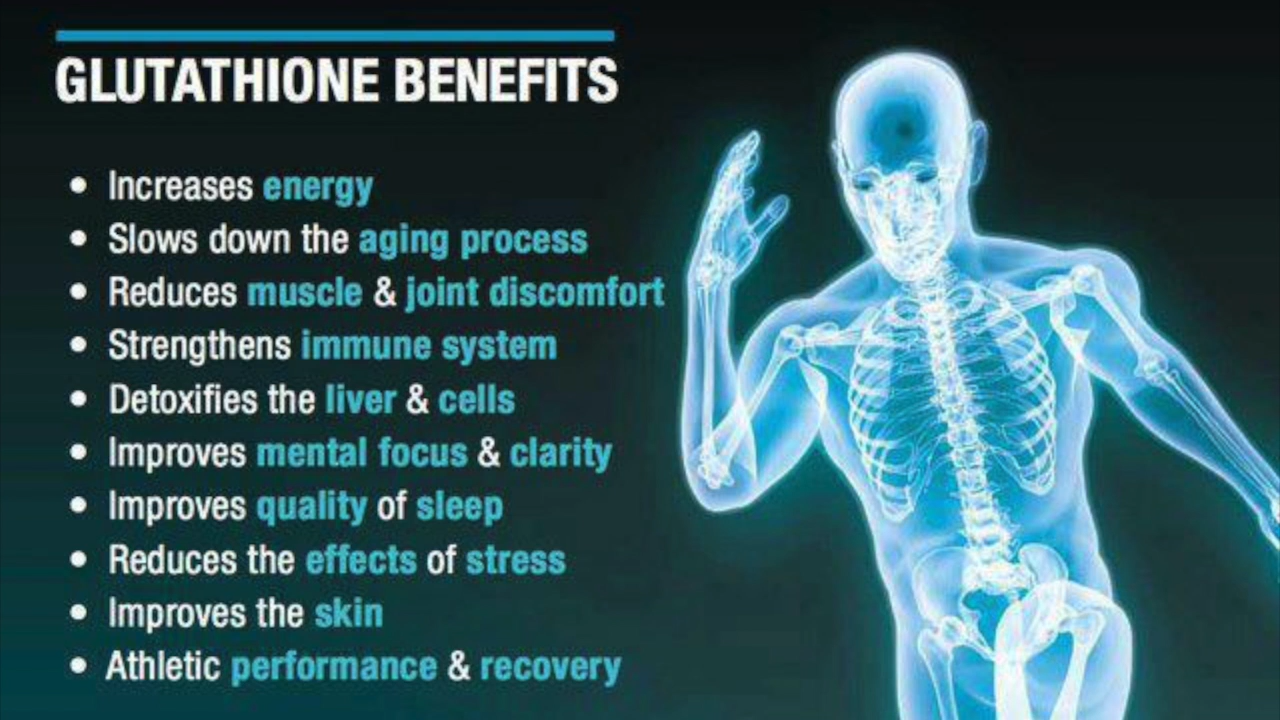 GLUTATHIONE BENEFITS
• Increases energy
• Slows down the aging process
• Reduces muscle & joint discomfort
• Strengthens immune system
• Detoxifies the liver & cells
• Improves mental focus & clarity
• Improves quality of sleep
• Reduces the effects of stress
• Improves the skin
• Athletic performance & recovery